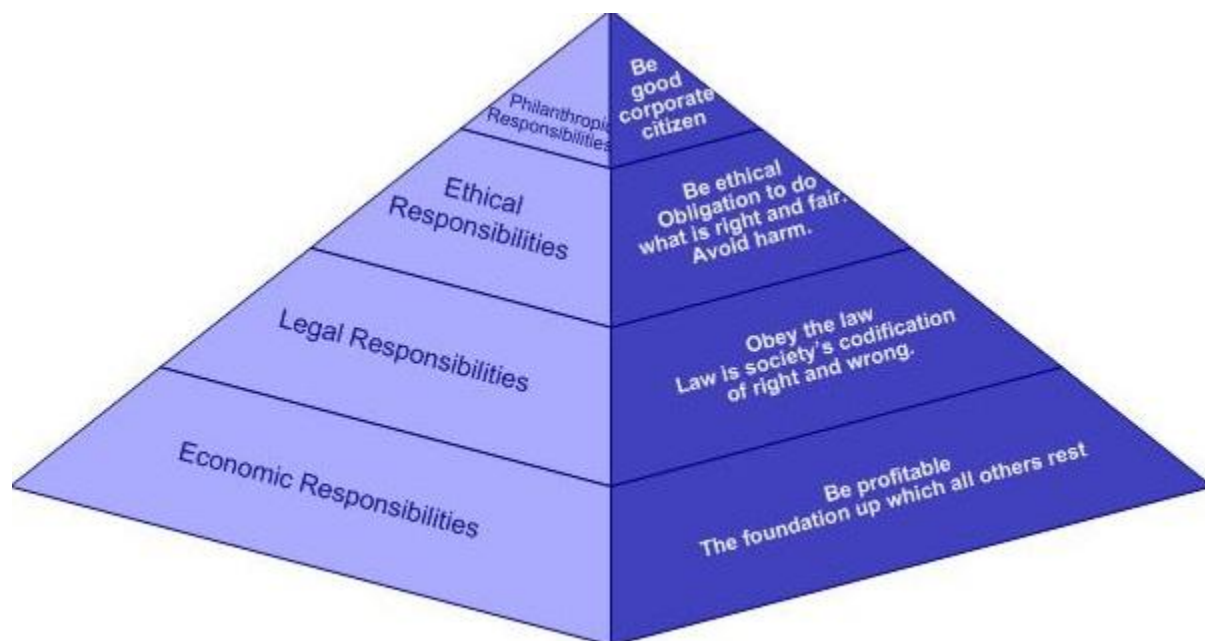 Philanthropic
Responsibilities
Be
good
corporate
citizen
Ethical
Responsibilities
Be ethical
Obligation to do
what is right and fair.
Avoid harm.
Legal Responsibilities
Obey the law
Law is society's codification
of right and wrong.
Economic Responsibilities
Be profitable
The foundation up which all others rest